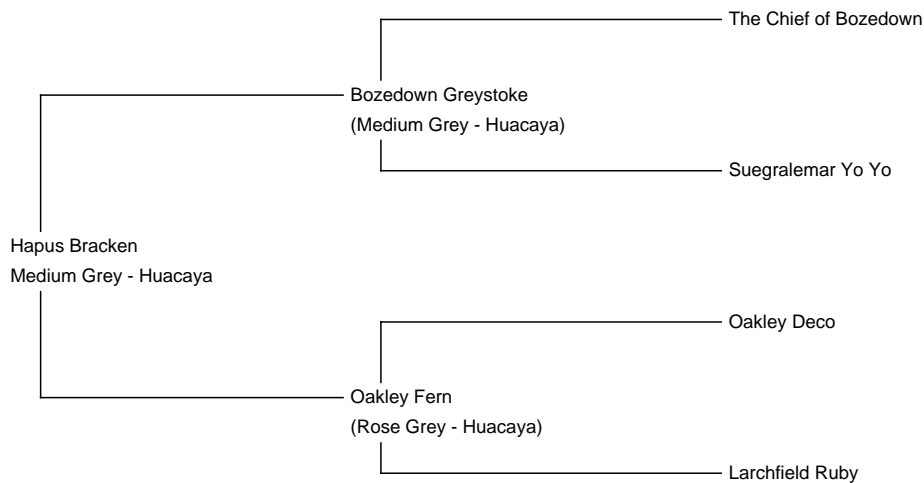 The Chief of Bozedown
Bozedown Greystoke
(Medium Grey - Huacaya)
Suegralemar Yo Yo
Hapus Bracken
Medium Grey - Huacaya
Oakley Deco
Oakley Fern
(Rose Grey - Huacaya)
Larchfield Ruby